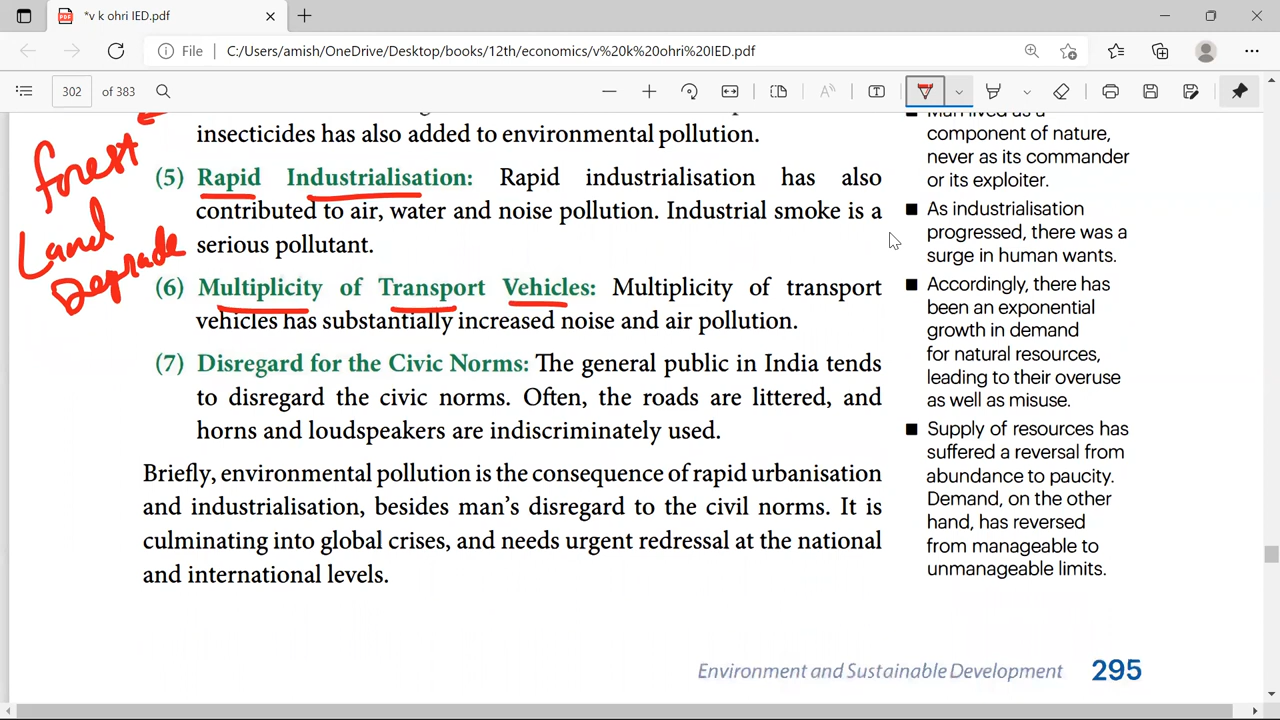 *v k ohri IED.pdf
File C:/Users/amish/OneDrive/Desktop/books/12th/economics/v%20k%20ohri%20IED.pdf
302 of 383
insecticides has also added to environmental pollution.
(5) Rapid Industrialisation: Rapid industrialisation has also
contributed to air, water and noise pollution. Industrial smoke is a
serious pollutant.
(6) Multiplicity of Transport Vehicles: Multiplicity of transport
vehicles has substantially increased noise and air pollution.
(7) Disregard for the Civic Norms: The general public in India tends
to disregard the civic norms. Often, the roads are littered, and
horns and loudspeakers are indiscriminately used.
Briefly, environmental pollution is the consequence of rapid urbanisation
and industrialisation, besides man's disregard to the civil norms. It is
culminating into global crises, and needs urgent redressal at the national
and international levels.
forest
Land
Degrade
Man lived as a
component of nature,
never as its commander
or its exploiter.
■ As industrialisation
progressed, there was a
surge in human wants.
■ Accordingly, there has
been an exponential
growth in demand
for natural resources,
leading to their overuse
as well as misuse.
■ Supply of resources has
suffered a reversal from
abundance to paucity.
Demand, on the other
hand, has reversed
from manageable to
unmanageable limits.
Environment and Sustainable Development 295